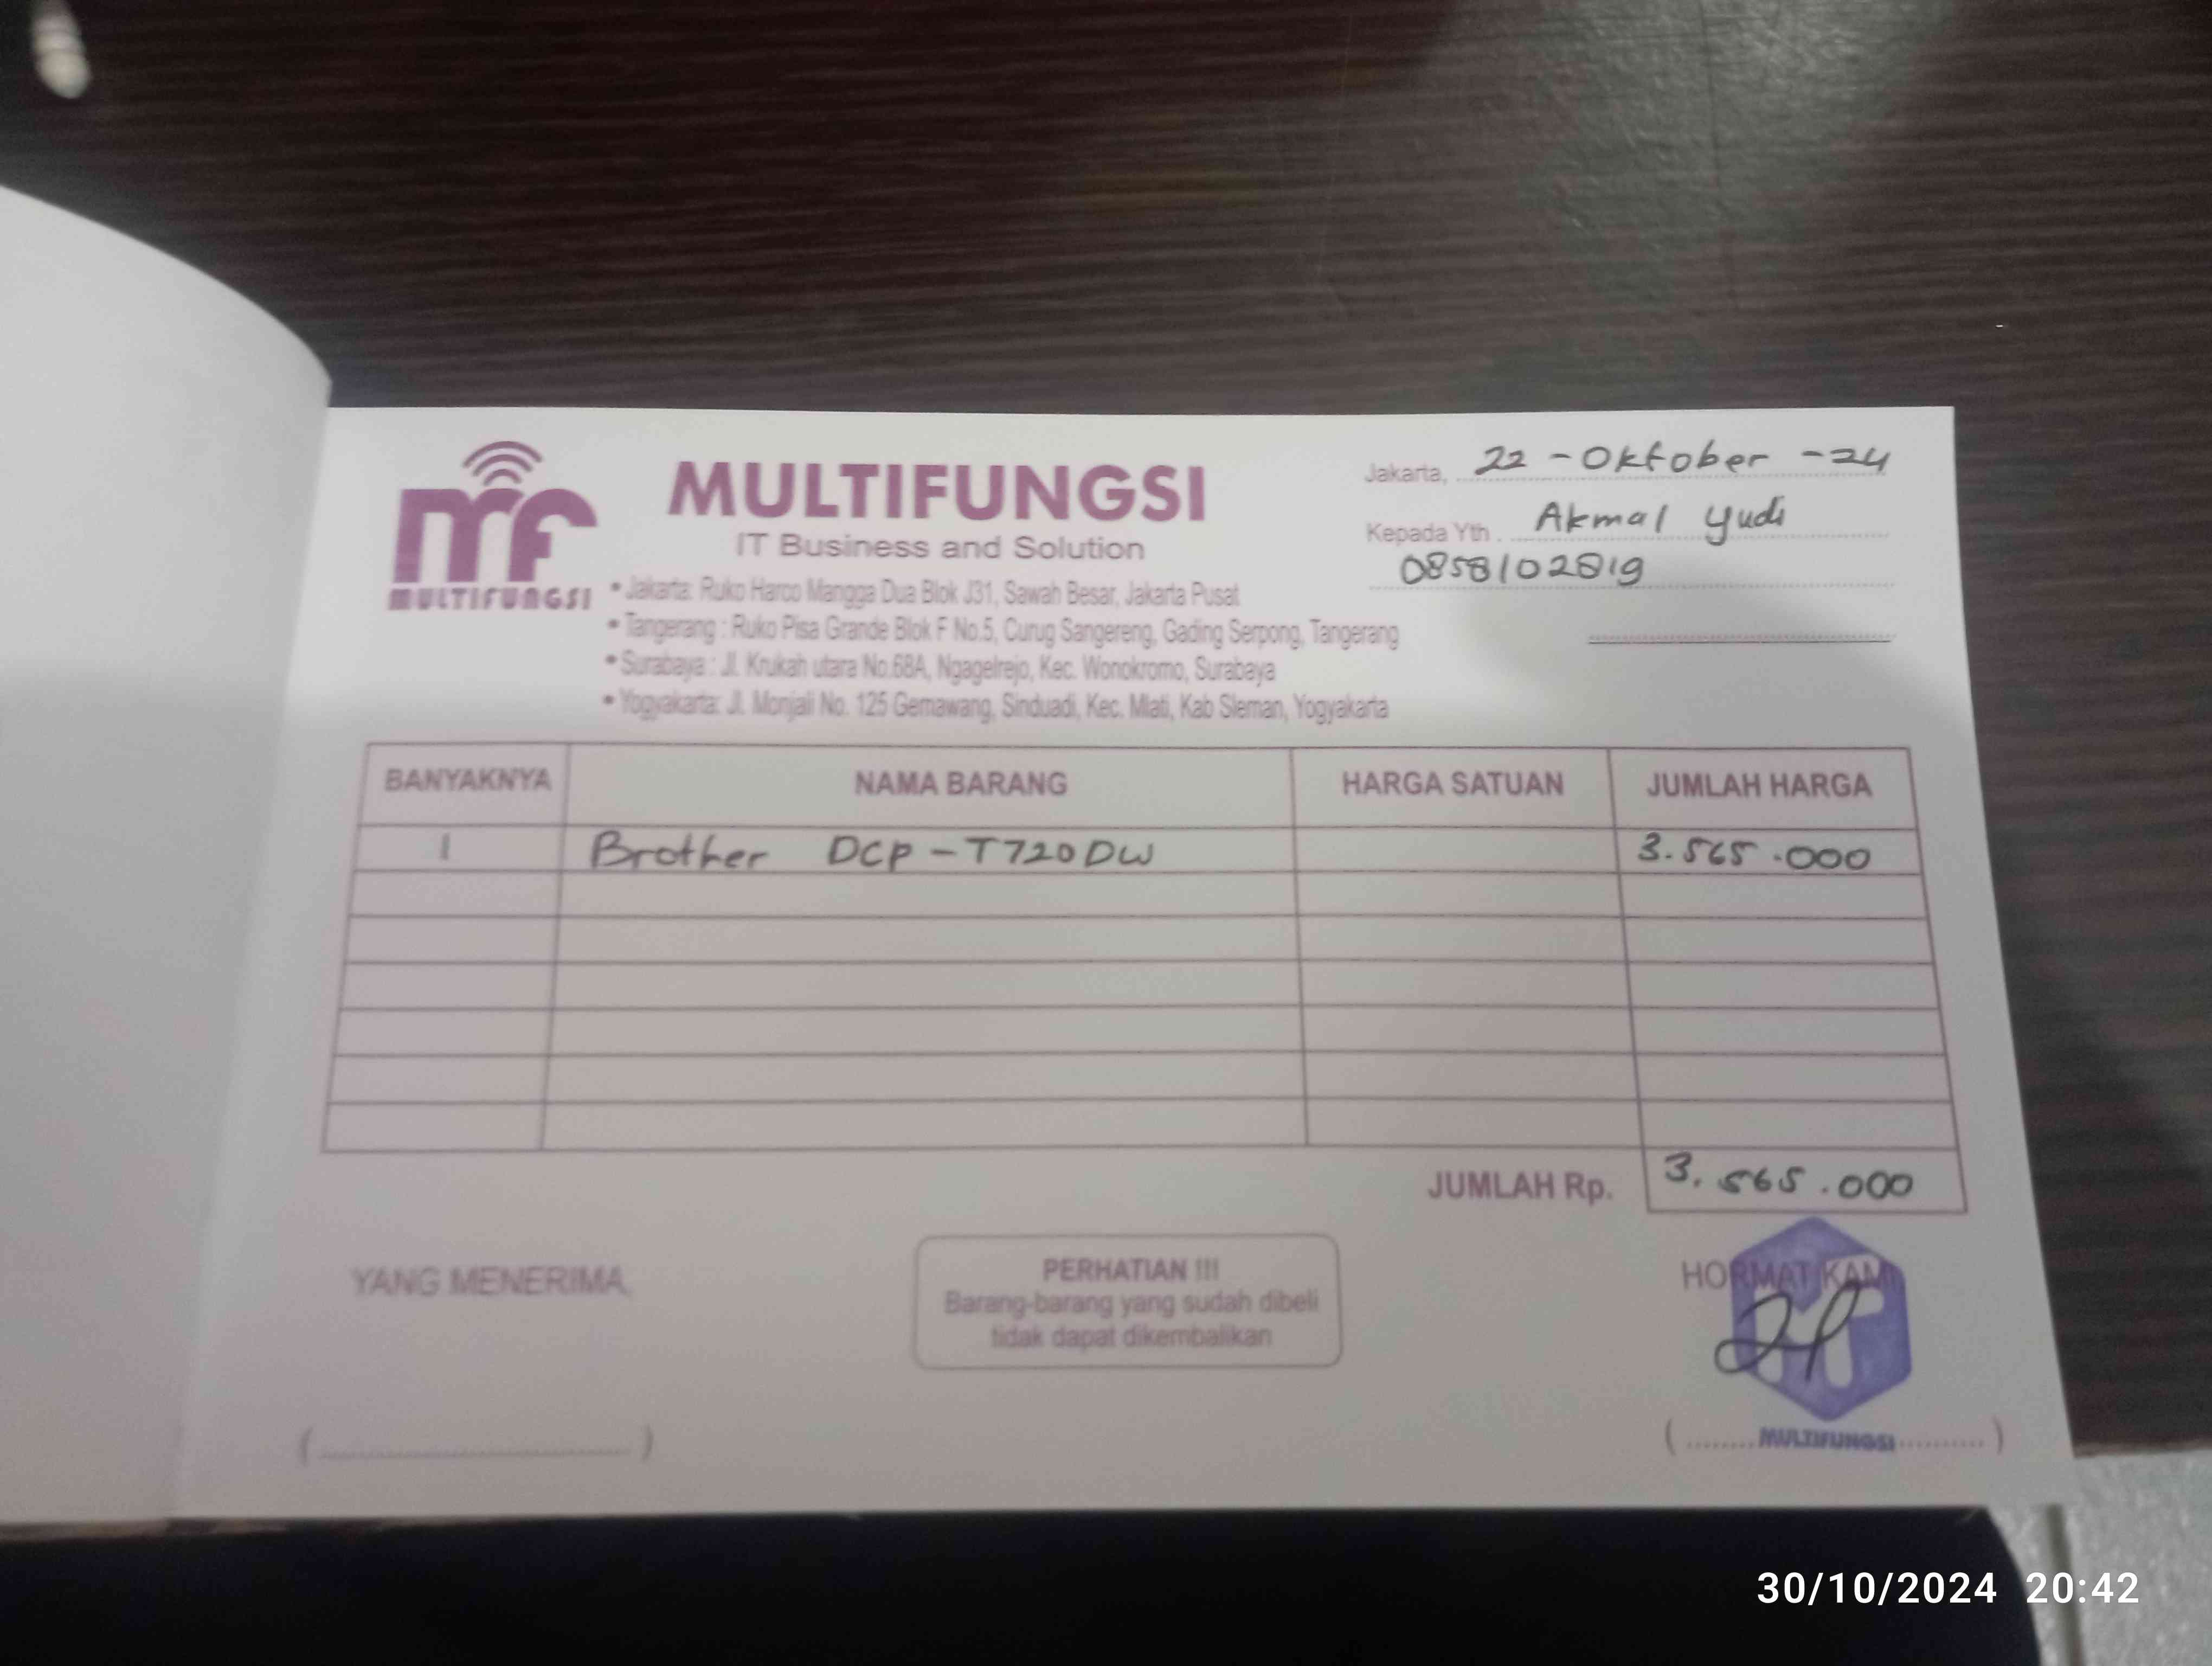 MULTIFUNGSI
MULTIFUNGSI
IT Business and Solution
• Jakarta: Ruko Harco Mangga Dua Blok J31, Sawah Besar, Jakarta Pusat
• Tangerang : Ruko Pisa Grande Blok F No.5, Curug Sangereng, Gading Serpong, Tangerang
• Surabaya : Jl. Krukah utara No.68A, Ngagelrejo, Kec. Wonokromo, Surabaya
• Yogyakarta: Jl. Monjali No. 125 Gemawang, Sinduadi, Kec. Mlati, Kab Sleman, Yogyakarta
Jakarta, 22 - Oktober - 24
Kepada Yth. Akmal Yudi
0858102819
BANYAKNYA NAMA BARANG HARGA SATUAN JUMLAH HARGA
1 Brother DCP - T720DW 3.565.000
JUMLAH Rp. 3.565.000
YANG MENERIMA,
PERHATIAN !!!
Barang-barang yang sudah dibeli
tidak dapat dikembalikan
HORMAT KAMI
MULTIFUNGSI
30/10/2024 20:42